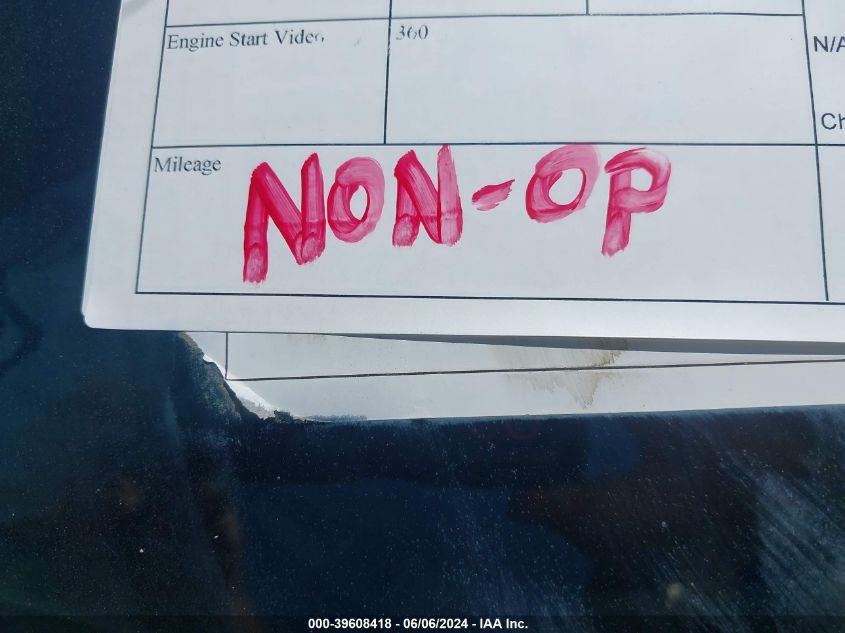 Engine Start Video
360
N/A
Ch
Mileage
NON-OP
000-39608418 - 06/06/2024 - IAA Inc.